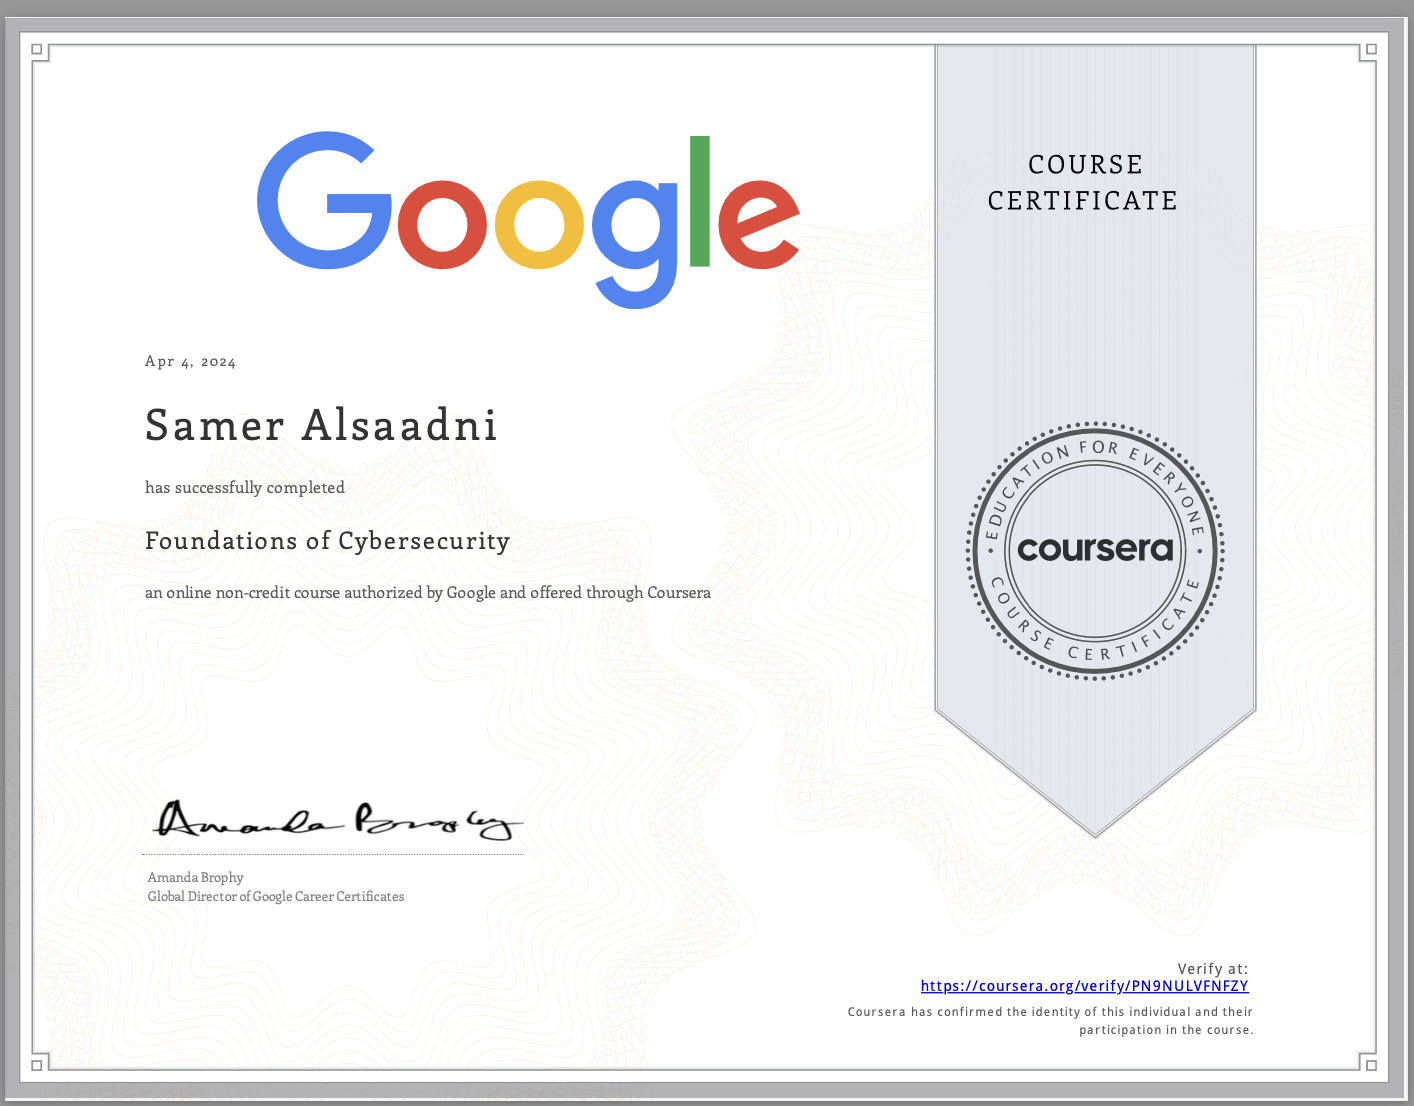 Google
COURSE
CERTIFICATE
Apr 4, 2024
Samer Alsaadni
has successfully completed
Foundations of Cybersecurity
an online non-credit course authorized by Google and offered through Coursera
EDUCATION FOR EVERYONE
coursera
COURSE CERTIFICATE
Amanda Brophy
Amanda Brophy
Global Director of Google Career Certificates
Verify at:
https://coursera.org/verify/PN9NULVFNFZY
Coursera has confirmed the identity of this individual and their
participation in the course.